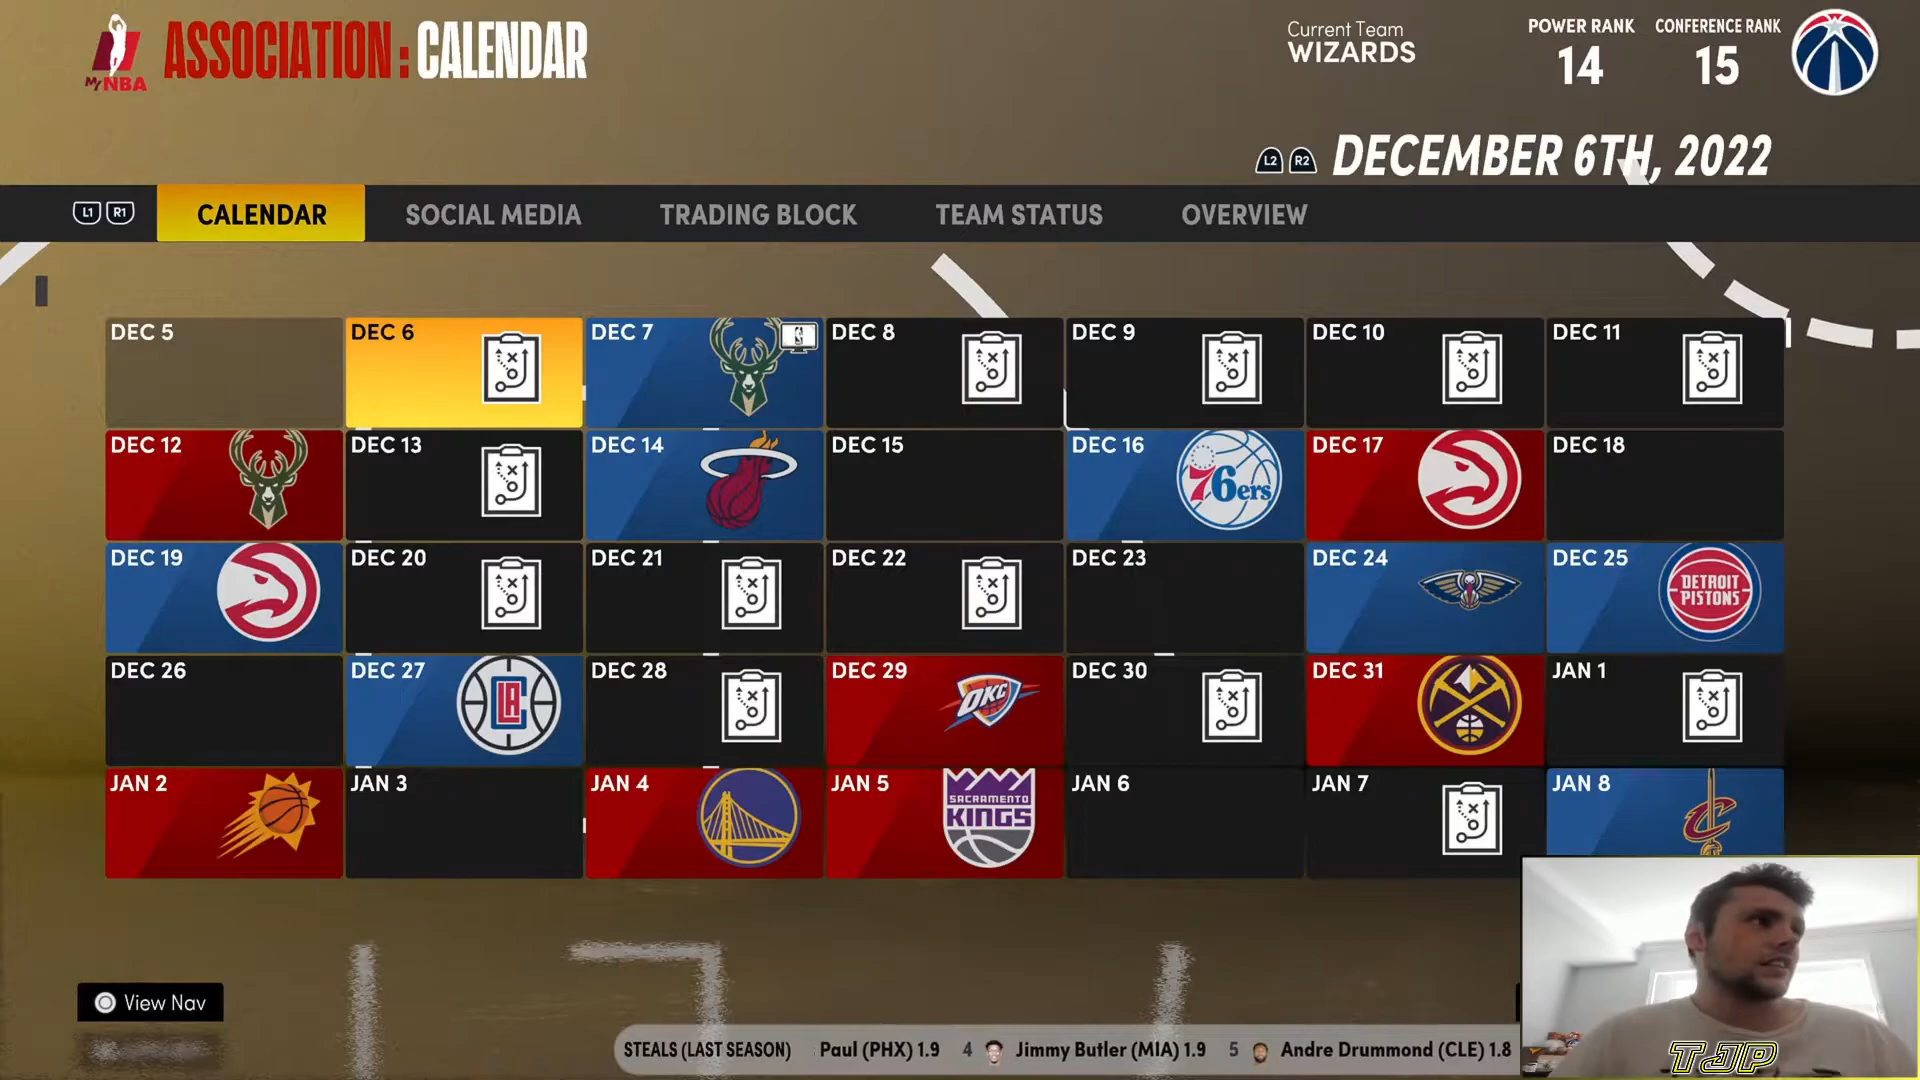 MyNBA
ASSOCIATION: CALENDAR
Current Team
WIZARDS
POWER RANK
14
CONFERENCE RANK
15
L2 R2 DECEMBER 6TH, 2022
L1 R1 CALENDAR SOCIAL MEDIA TRADING BLOCK TEAM STATUS OVERVIEW
DEC 5 DEC 6 DEC 7 DEC 8 DEC 9 DEC 10 DEC 11
DEC 12 DEC 13 DEC 14 DEC 15 DEC 16 DEC 17 DEC 18
76ers
DEC 19 DEC 20 DEC 21 DEC 22 DEC 23 DEC 24 DEC 25
DETROIT
PISTONS
DEC 26 DEC 27 DEC 28 DEC 29 DEC 30 DEC 31 JAN 1
LAC
OKC
JAN 2 JAN 3 JAN 4 JAN 5 JAN 6 JAN 7 JAN 8
SACRAMENTO
KINGS
C
View Nav
STEALS (LAST SEASON) Paul (PHX) 1.9 4 Jimmy Butler (MIA) 1.9 5 Andre Drummond (CLE) 1.8
TJP